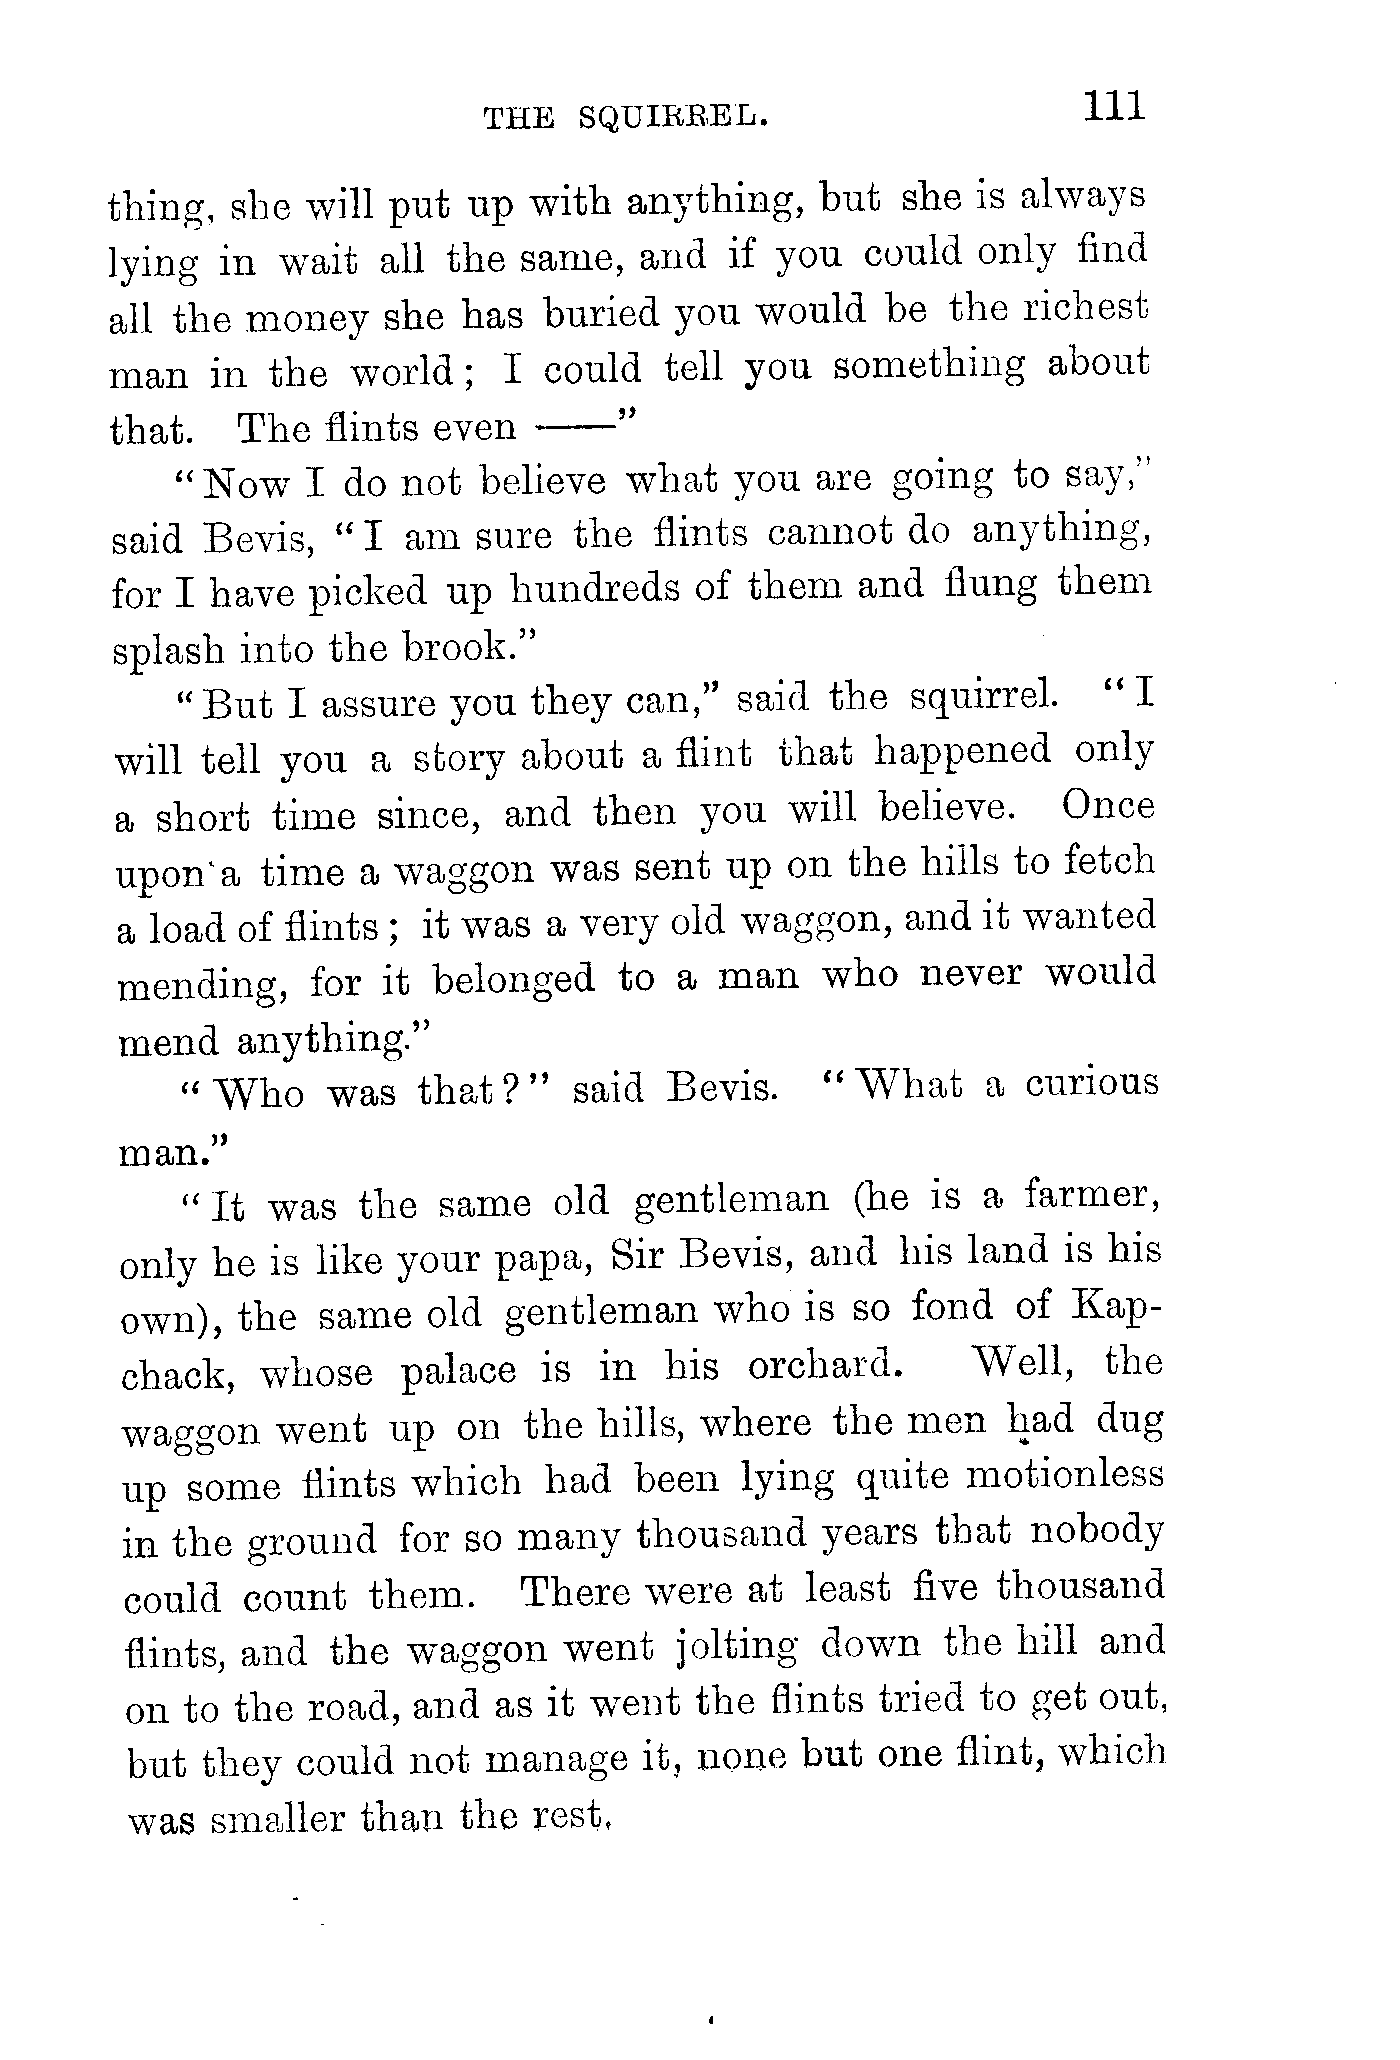 THE SQUIRREL. 111
thing, she will put up with anything, but she is always
lying in wait all the same, and if you could only find
all the money she has buried you would be the richest
man in the world; I could tell you something about
that. The flints even ——”
“Now I do not believe what you are going to say,”
said Bevis, “I am sure the flints cannot do anything,
for I have picked up hundreds of them and flung them
splash into the brook.”
“But I assure you they can,” said the squirrel. “I
will tell you a story about a flint that happened only
a short time since, and then you will believe. Once
upon a time a waggon was sent up on the hills to fetch
a load of flints; it was a very old waggon, and it wanted
mending, for it belonged to a man who never would
mend anything.”
“Who was that?” said Bevis. “What a curious
man.”
“It was the same old gentleman (he is a farmer,
only he is like your papa, Sir Bevis, and his land is his
own), the same old gentleman who is so fond of Kap-
chack, whose palace is in his orchard. Well, the
waggon went up on the hills, where the men had dug
up some flints which had been lying quite motionless
in the ground for so many thousand years that nobody
could count them. There were at least five thousand
flints, and the waggon went jolting down the hill and
on to the road, and as it went the flints tried to get out,
but they could not manage it, none but one flint, which
was smaller than the rest.